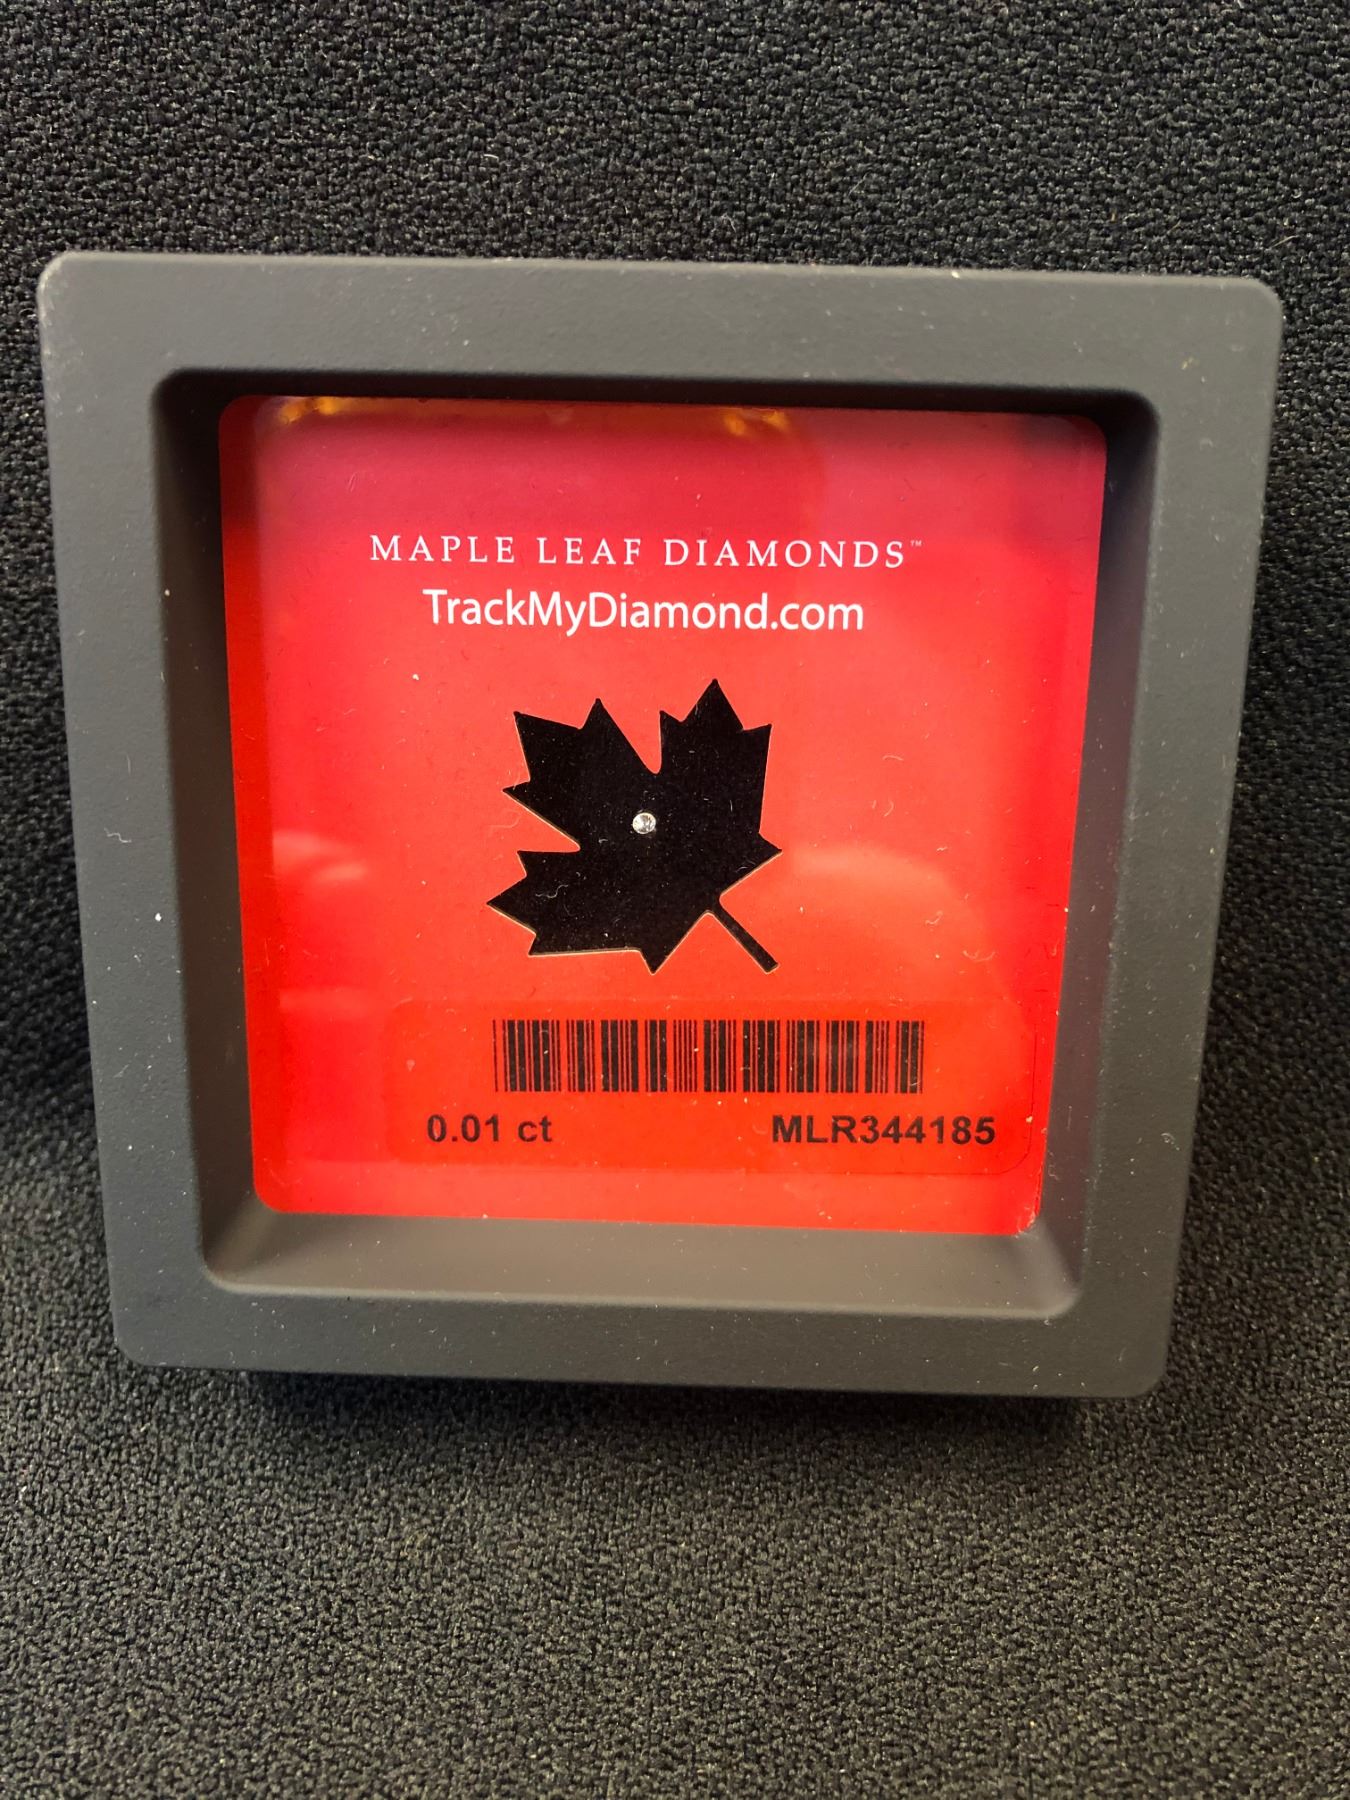 MAPLE LEAF DIAMONDS™
TrackMyDiamond.com
0.01 ct MLR344185